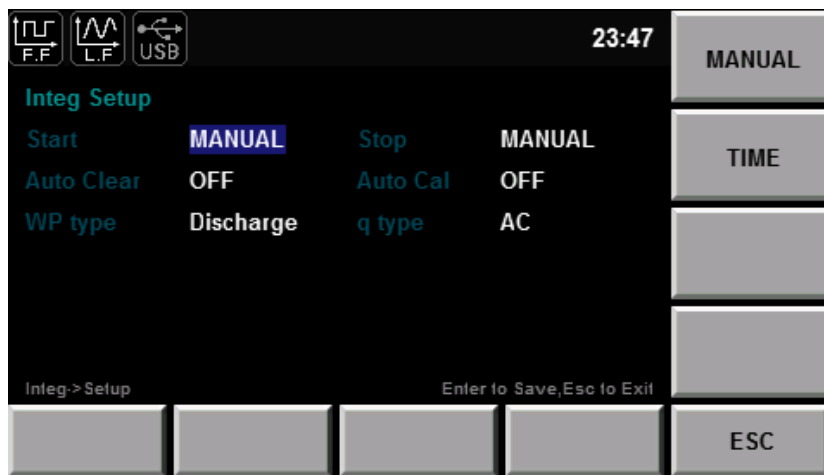 F.F L.F USB 23:47
MANUAL
Integ Setup
Start MANUAL Stop MANUAL
TIME
Auto Clear OFF Auto Cal OFF
WP type Discharge q type AC
Integ->Setup Enter to Save,Esc to Exit
ESC